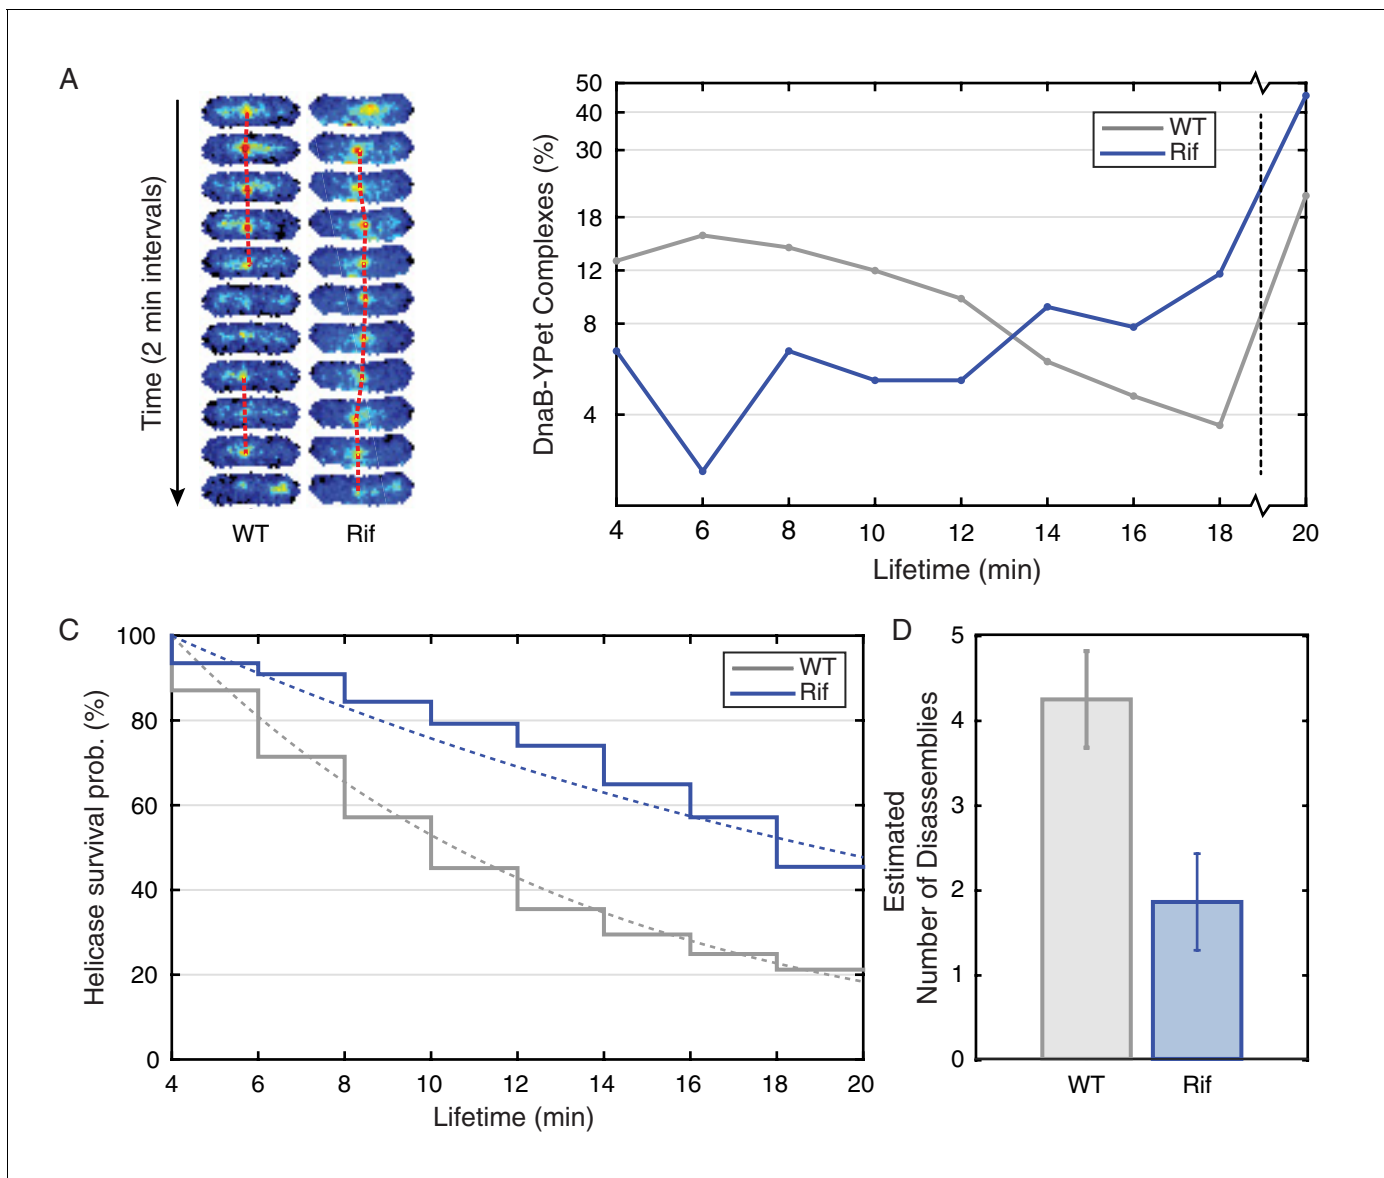 A
Time (2 min intervals)
WT Rif
DnaB-YPet Complexes (%)
50
40
30
18
12
8
4
WT
Rif
4 6 8 10 12 14 16 18 20
Lifetime (min)
C
Helicase survival prob. (%)
100
80
60
40
20
0
WT
Rif
4 6 8 10 12 14 16 18 20
Lifetime (min)
D
Estimated
Number of Disassemblies
5
4
3
2
1
0
WT Rif